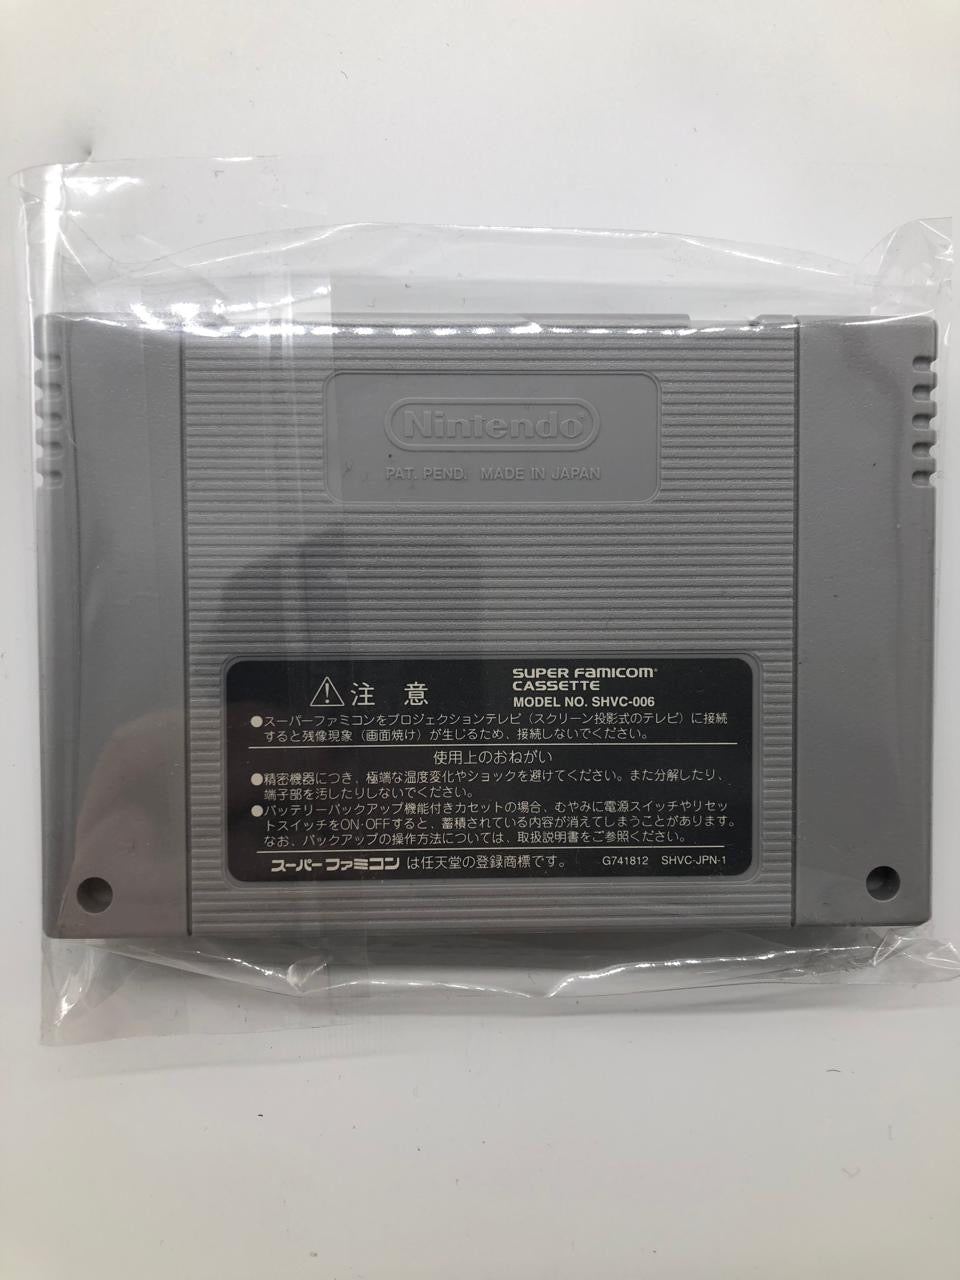 Nintendo
PAT. PEND. MADE IN JAPAN
⚠注 意
SUPER FAMICOM
CASSETTE
MODEL NO. SHVC-006
●スーパーファミコンをプロジェクションテレビ（スクリーン投影式のテレビ）に接続
すると残像現象（画面焼け）が生じるため、接続しないでください。
使用上のおねがい
●精密機器につき、極端な温度変化やショックを避けてください。また分解したり、
端子部を汚したりしないでください。
●バッテリーバックアップ機能付きカセットの場合、むやみに電源スイッチやリセッ
トスイッチをON·OFFすると、蓄積されている内容が消えてしまうことがあります。
なお、バックアップの操作方法については、取扱説明書をご参照ください。
スーパーファミコンは任天堂の登録商標です。 G741812 SHVC-JPN-1